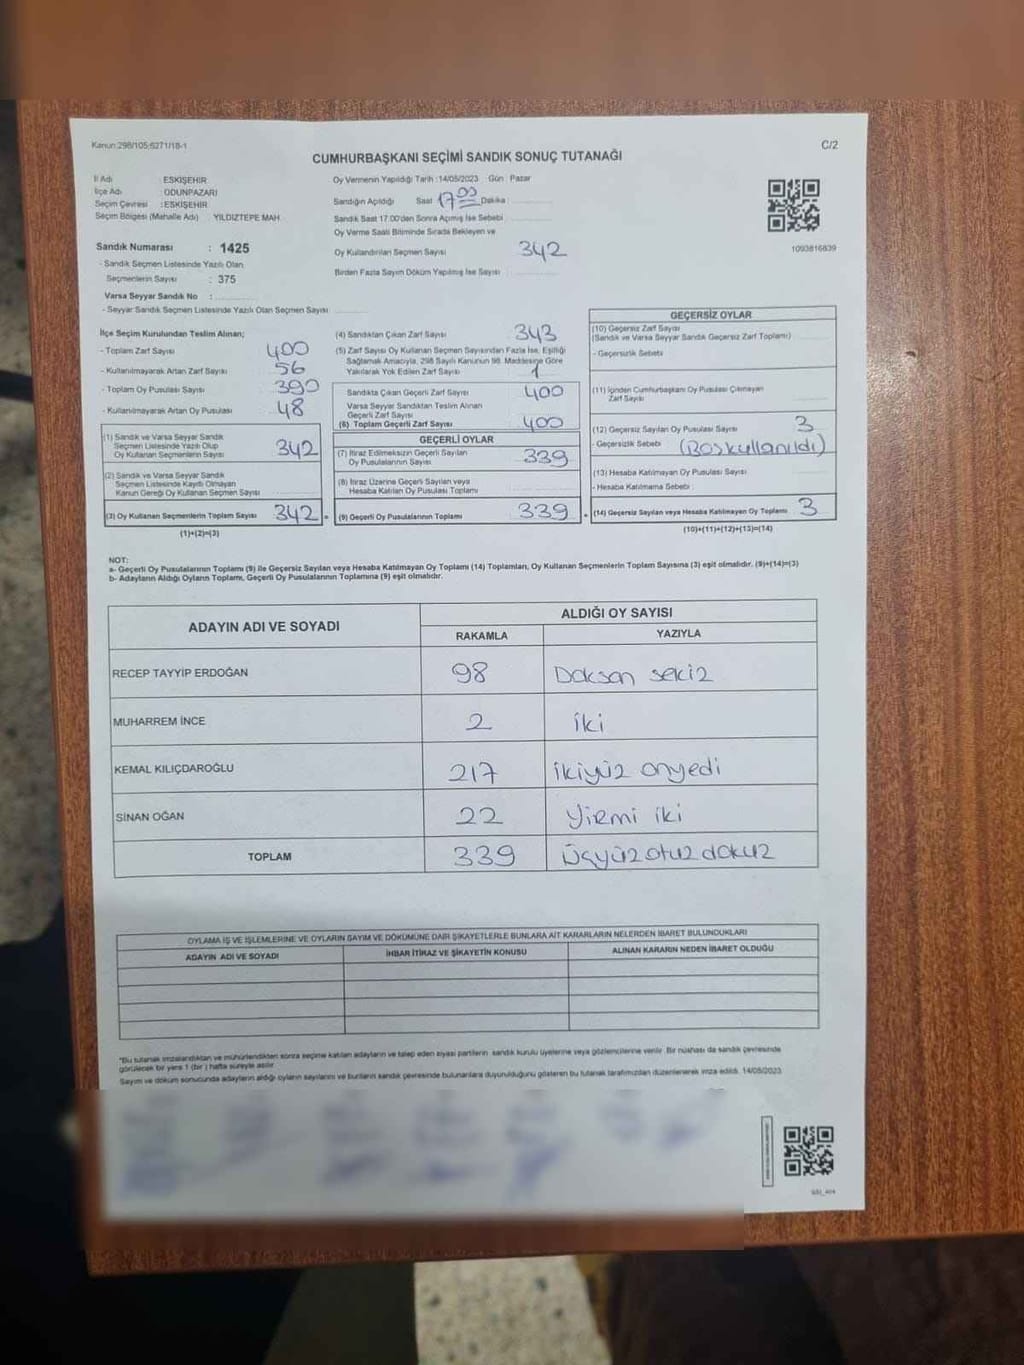 Kanun:298/105;6271/18-1
C/2
CUMHURBAŞKANI SEÇİMİ SANDIK SONUÇ TUTANAĞI
İl Adı : ESKİŞEHİR
İlçe Adı : ODUNPAZARI
Seçim Çevresi : ESKİŞEHİR
Seçim Bölgesi (Mahalle Adı) YILDIZTEPE MAH.
Sandık Numarası : 1425
- Sandık Seçmen Listesinde Yazılı Olan
Seçmenlerin Sayısı : 375
Varsa Seyyar Sandık No :
- Seyyar Sandık Seçmen Listesinde Yazılı Olan Seçmen Sayısı
Oy Vermenin Yapıldığı Tarih :14/05/2023 Gün : Pazar
Sandığın Açıldığı Saat 17 00 Dakika
Sandık Saat 17.00'den Sonra Açımış İse Sebebi
Oy Verme Saati Bitiminde Sırada Bekleyen ve
Oy Kullandırılan Seçmen Sayısı 342
Birden Fazla Sayım Döküm Yapılmış İse Sayısı
1093816839
İlçe Seçim Kurulundan Teslim Alınan;
- Toplam Zarf Sayısı 400
- Kullanılmayarak Artan Zarf Sayısı 56
- Toplam Oy Pusulası Sayısı 390
- Kullanılmayarak Artan Oy Pusulası 48
(1) Sandık ve Varsa Seyyar Sandık
Seçmen Listesinde Yazılı Olup
Oy Kullanan Seçmenlerin Sayısı 342
(2) Sandık ve Varsa Seyyar Sandık
Seçmen Listesinde Kayıtlı Olmayan
Kanun Gereği Oy Kullanan Seçmen Sayısı
(3) Oy Kullanan Seçmenlerin Toplam Sayısı 342
(1)+(2)=(3)
(4) Sandıktan Çıkan Zarf Sayısı 343
(5) Zarf Sayısı Oy Kullanan Seçmen Sayısından Fazla İse, Eşitliği
Sağlamak Amacıyla, 298 Sayılı Kanunun 98. Maddesine Göre
Yakılarak Yok Edilen Zarf Sayısı 1
Sandıkta Çıkan Geçerli Zarf Sayısı 400
Varsa Seyyar Sandıktan Teslim Alınan
Geçerli Zarf Sayısı
(6) Toplam Geçerli Zarf Sayısı 400
GEÇERLİ OYLAR
(7) İtiraz Edilmeksizin Geçerli Sayılan
Oy Pusulalarının Sayısı 339
(8) İtiraz Üzerine Geçerli Sayılan veya
Hesaba Katılan Oy Pusulası Toplamı
(9) Geçerli Oy Pusulalarının Toplamı 339
GEÇERSİZ OYLAR
(10) Geçersiz Zarf Sayısı
(Sandık ve Varsa Seyyar Sandık Geçersiz Zarf Toplamı)
- Geçersizlik Sebebi
(11) İçinden Cumhurbaşkanı Oy Pusulası Çıkmayan
Zarf Sayısı
(12) Geçersiz Sayılan Oy Pusulası Sayısı 3
- Geçersizlik Sebebi (Boş kullanıldı)
(13) Hesaba Katılmayan Oy Pusulası Sayısı
- Hesaba Katılmama Sebebi
(14) Geçersiz Sayılan veya Hesaba Katılmayan Oy Toplamı 3
(10)+(11)+(12)+(13)=(14)
NOT:
a- Geçerli Oy Pusulalarının Toplamı (9) ile Geçersiz Sayılan veya Hesaba Katılmayan Oy Toplamı (14) Toplamları, Oy Kullanan Seçmenlerin Toplam Sayısına (3) eşit olmalıdır. (9)+(14)=(3)
b- Adayların Aldığı Oyların Toplamı, Geçerli Oy Pusulalarının Toplamına (9) eşit olmalıdır.
ADAYIN ADI VE SOYADI
ALDIĞI OY SAYISI
RAKAMLA YAZIYLA
RECEP TAYYİP ERDOĞAN 98 Doksan sekiz
MUHARREM İNCE 2 iki
KEMAL KILIÇDAROĞLU 217 ikiyüz onyedi
SİNAN OĞAN 22 Yirmi iki
TOPLAM 339 Üçyüz otuz dokuz
OYLAMA İŞ VE İŞLEMLERİNE VE OYLARIN SAYIM VE DÖKÜMÜNE DAİR ŞİKAYETLERLE BUNLARA AİT KARARLARIN NELERDEN İBARET BULUNDUKLARI
ADAYIN ADI VE SOYADI İHBAR İTİRAZ VE ŞİKAYETİN KONUSU ALINAN KARARIN NEDEN İBARET OLDUĞU
*Bu tutanak imzalandıktan ve mühürlendikten sonra seçime katılan adayların ve talep eden siyasi partilerin sandık kurulu üyelerine veya gözlemcilerine verilir. Bir nüshası da sandık çevresinde
görülecek bir yere 1 (bir) hafta süreyle asılır.
Sayım ve döküm sonucunda adayların aldığı oyların sayılarını ve bunların sandık çevresinde bulunanlara duyurulduğunu gösteren bu tutanak tarafımızdan düzenlenerek imza edildi. 14/05/2023